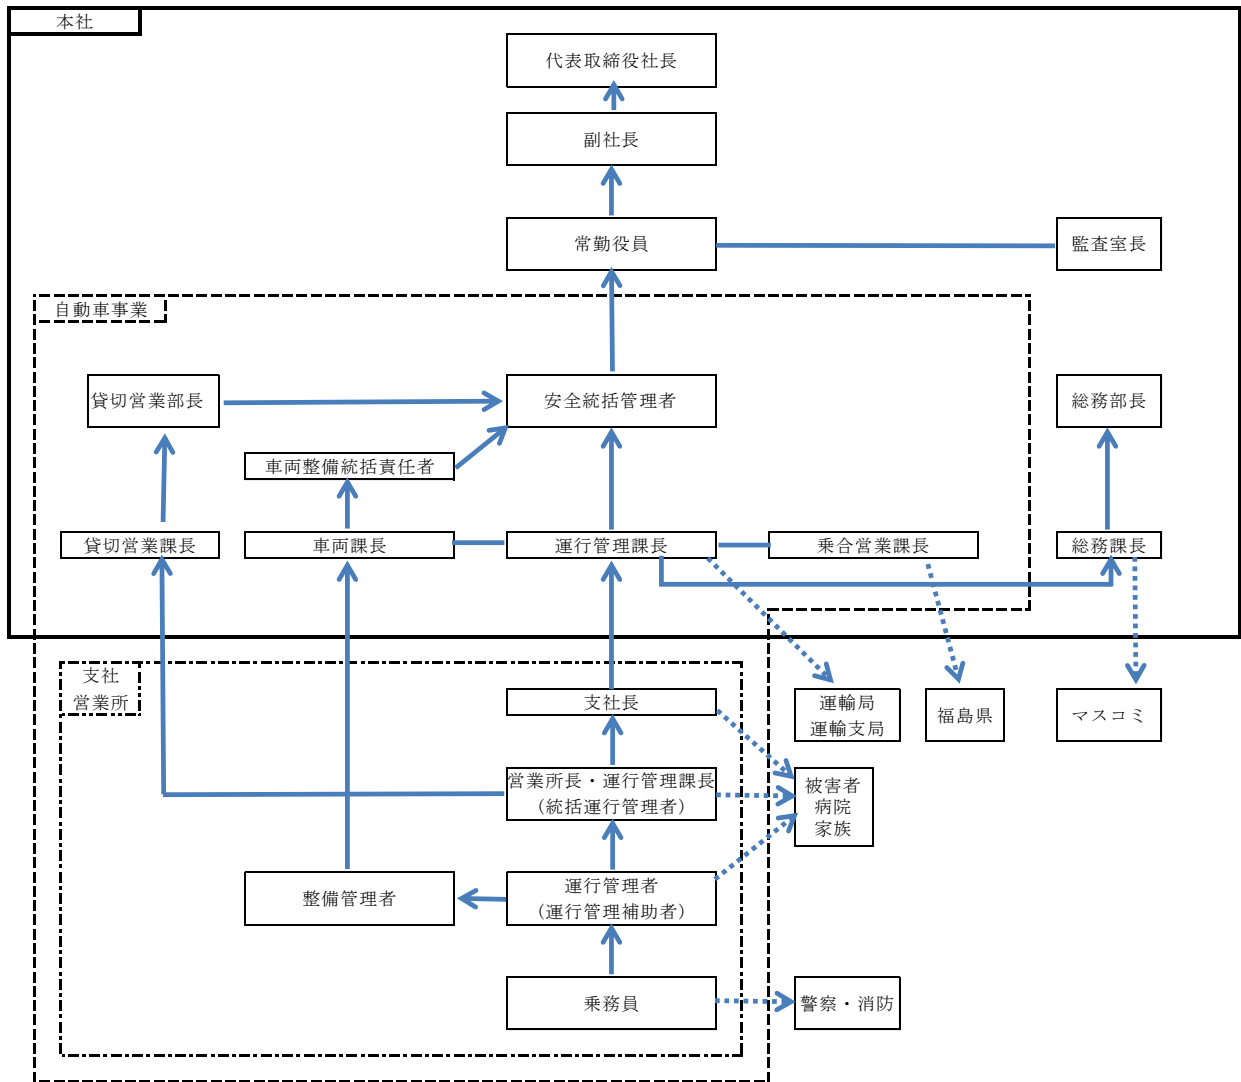 本社
代表取締役社長
副社長
常勤役員
監査室長
自動車事業
貸切営業部長
安全統括管理者
総務部長
車両整備統括責任者
貸切営業課長
車両課長
運行管理課長
乗合営業課長
総務課長
支社
営業所
支社長
運輸局
運輸支局
福島県
マスコミ
営業所長・運行管理課長
（統括運行管理者）
被害者
病院
家族
整備管理者
運行管理者
（運行管理補助者）
乗務員
警察・消防